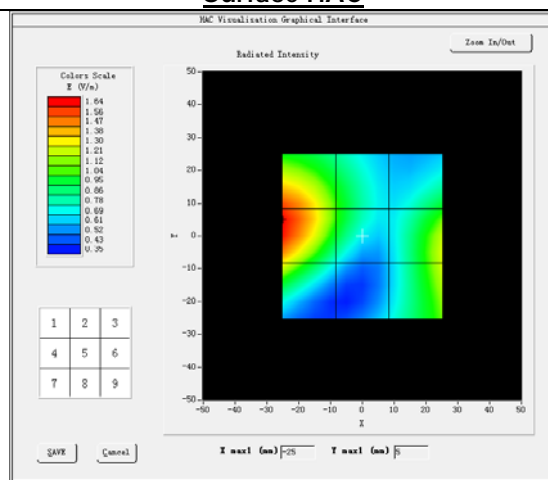 Surface HAC
HAC Visualisation Graphical Interface
Zoom In/Out
Radiated Intensity
Colors Scale
E (V/m)
1.64
1.56
1.47
1.38
1.30
1.21
1.12
1.04
0.95
0.86
0.78
0.69
0.61
0.52
0.43
0.35
50
40
30
20
10
0
-10
-20
-30
-40
-50
Y
-50 -40 -30 -20 -10 0 10 20 30 40 50
X
1 2 3
4 5 6
7 8 9
SAVE
Cancel
X max1 (mm) -25 Y max1 (mm) 5